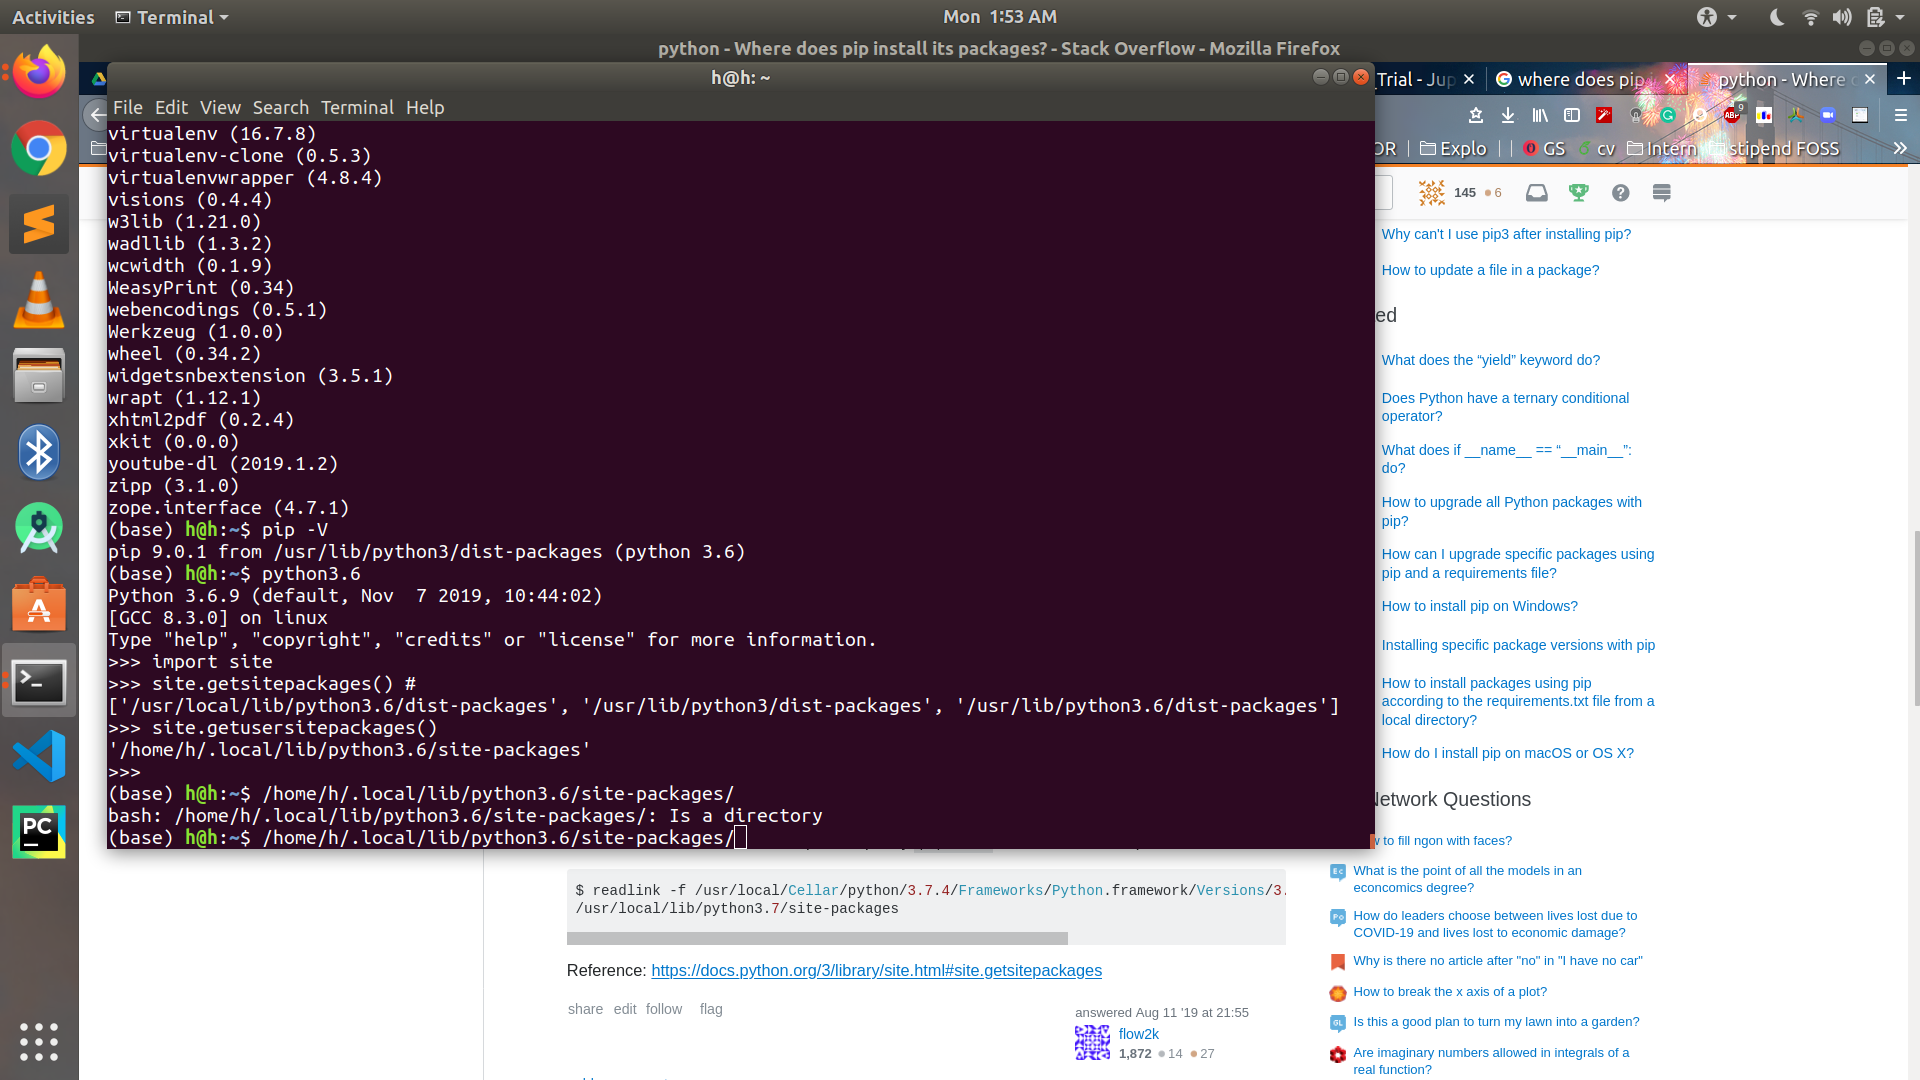 Activities
Terminal
Mon 1:53 AM
python - Where does pip install its packages? - Stack Overflow - Mozilla Firefox
h@h: ~
Trial - Jup
where does pip
python - Where
File Edit View Search Terminal Help
9
ABP
OR
Explo
GS
cv
Intern
stipend FOSS
virtualenv (16.7.8)
virtualenv-clone (0.5.3)
virtualenvwrapper (4.8.4)
visions (0.4.4)
w3lib (1.21.0)
wadllib (1.3.2)
wcwidth (0.1.9)
WeasyPrint (0.34)
webencodings (0.5.1)
Werkzeug (1.0.0)
wheel (0.34.2)
widgetsnbextension (3.5.1)
wrapt (1.12.1)
xhtml2pdf (0.2.4)
xkit (0.0.0)
youtube-dl (2019.1.2)
zipp (3.1.0)
zope.interface (4.7.1)
(base) h@h:~$ pip -V
pip 9.0.1 from /usr/lib/python3/dist-packages (python 3.6)
(base) h@h:~$ python3.6
Python 3.6.9 (default, Nov  7 2019, 10:44:02)
[GCC 8.3.0] on linux
Type "help", "copyright", "credits" or "license" for more information.
>>> import site
>>> site.getsitepackages() #
['/usr/local/lib/python3.6/dist-packages', '/usr/lib/python3/dist-packages', '/usr/lib/python3.6/dist-packages']
>>> site.getusersitepackages()
'/home/h/.local/lib/python3.6/site-packages'
>>>
(base) h@h:~$ /home/h/.local/lib/python3.6/site-packages/
bash: /home/h/.local/lib/python3.6/site-packages/: Is a directory
(base) h@h:~$ /home/h/.local/lib/python3.6/site-packages/
145 6
Why can't I use pip3 after installing pip?
How to update a file in a package?
ed
What does the “yield” keyword do?
Does Python have a ternary conditional
operator?
What does if __name__ == “__main__”:
do?
How to upgrade all Python packages with
pip?
How can I upgrade specific packages using
pip and a requirements file?
How to install pip on Windows?
Installing specific package versions with pip
How to install packages using pip
according to the requirements.txt file from a
local directory?
How do I install pip on macOS or OS X?
Network Questions
to fill ngon with faces?
What is the point of all the models in an
econcomics degree?
How do leaders choose between lives lost due to
COVID-19 and lives lost to economic damage?
Why is there no article after "no" in "I have no car"
How to break the x axis of a plot?
Is this a good plan to turn my lawn into a garden?
Are imaginary numbers allowed in integrals of a
real function?
$ readlink -f /usr/local/Cellar/python/3.7.4/Frameworks/Python.framework/Versions/3.
/usr/local/lib/python3.7/site-packages
Reference: https://docs.python.org/3/library/site.html#site.getsitepackages
share edit follow flag
answered Aug 11 '19 at 21:55
flow2k
1,872 14 27
PC